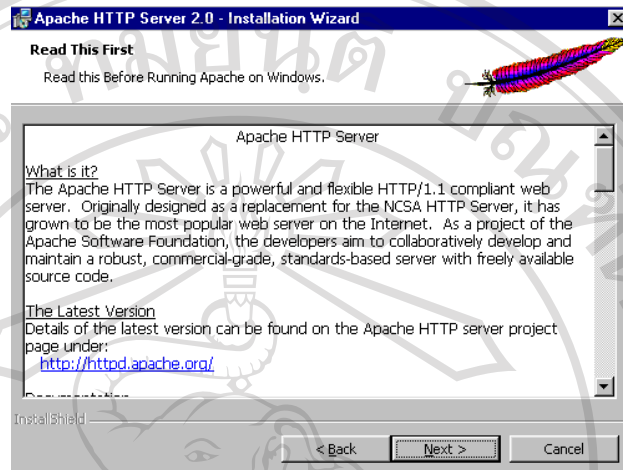 Apache HTTP Server 2.0 - Installation Wizard
Read This First
Read this Before Running Apache on Windows.
Apache HTTP Server
What is it?
The Apache HTTP Server is a powerful and flexible HTTP/1.1 compliant web
server. Originally designed as a replacement for the NCSA HTTP Server, it has
grown to be the most popular web server on the Internet. As a project of the
Apache Software Foundation, the developers aim to collaboratively develop and
maintain a robust, commercial-grade, standards-based server with freely available
source code.
The Latest Version
Details of the latest version can be found on the Apache HTTP server project
page under:
http://httpd.apache.org/
Documentation
InstallShield
< Back
Next >
Cancel